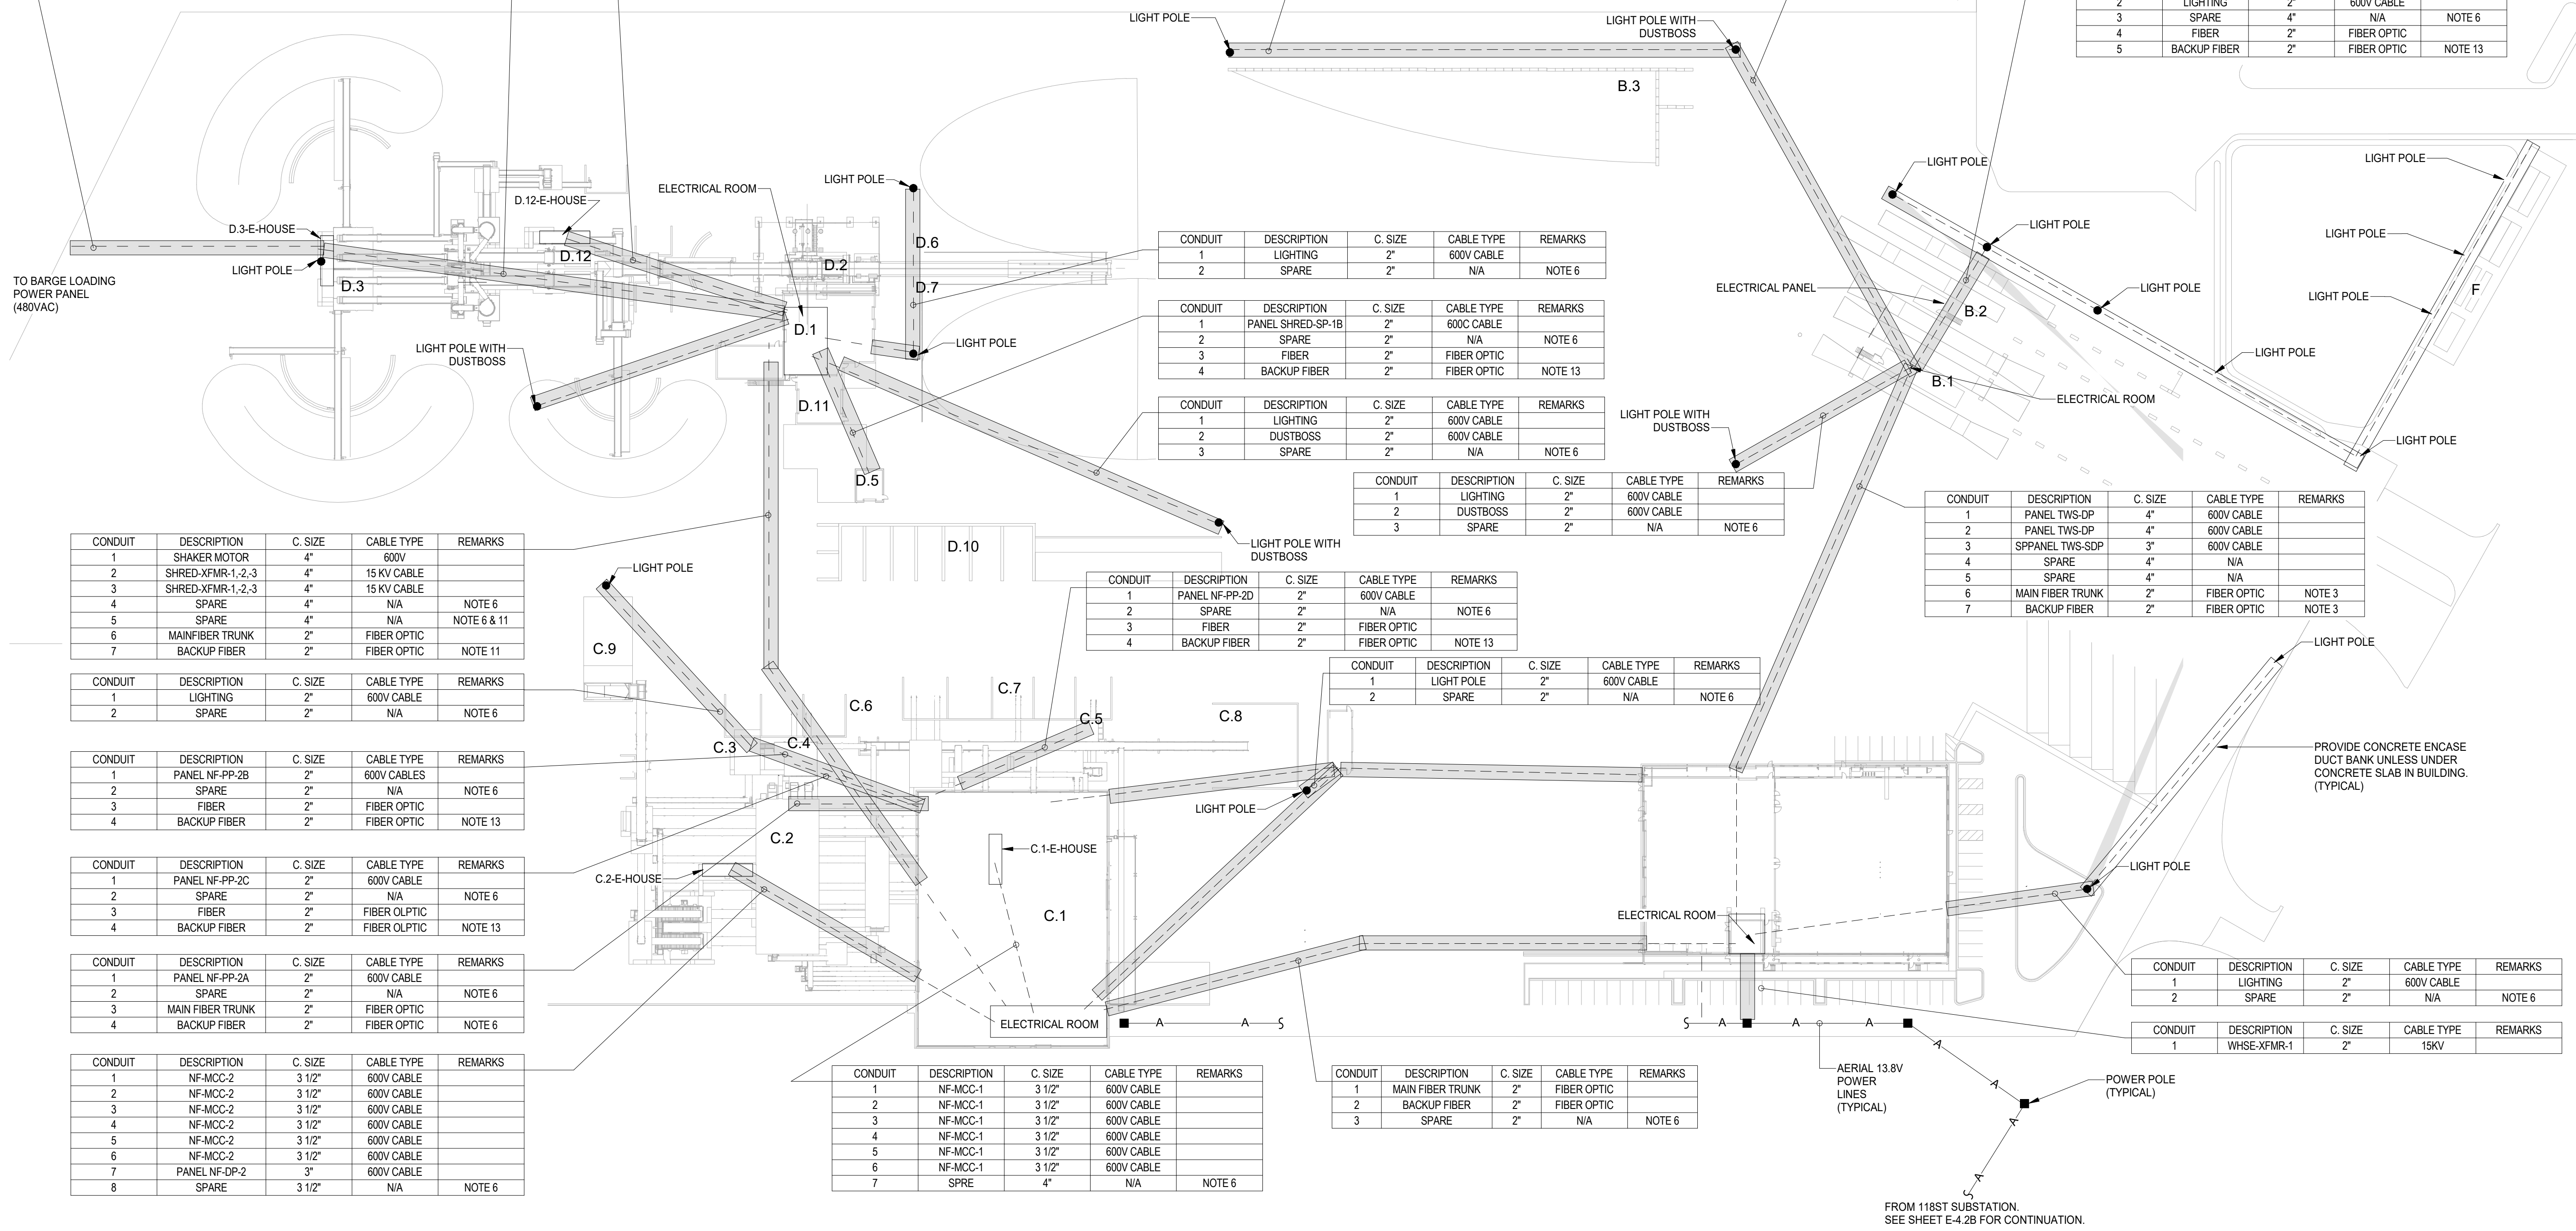 2 LIGHTING 2" 600V CABLE
3 SPARE 4" N/A NOTE 6
4 FIBER 2" FIBER OPTIC
5 BACKUP FIBER 2" FIBER OPTIC NOTE 13
LIGHT POLE
LIGHT POLE WITH
DUSTBOSS
B.3
LIGHT POLE
LIGHT POLE
LIGHT POLE
LIGHT POLE
LIGHT POLE
LIGHT POLE
LIGHT POLE
LIGHT POLE
F
ELECTRICAL PANEL
B.2
B.1
ELECTRICAL ROOM
LIGHT POLE WITH
DUSTBOSS
ELECTRICAL ROOM
LIGHT POLE
D.12-E-HOUSE
D.3-E-HOUSE
LIGHT POLE
D.12
D.3
D.2
D.6
D.7
D.1
LIGHT POLE
TO BARGE LOADING
POWER PANEL
(480VAC)
LIGHT POLE WITH
DUSTBOSS
D.11
D.5
D.10
LIGHT POLE WITH
DUSTBOSS
CONDUIT DESCRIPTION C. SIZE CABLE TYPE REMARKS
1 LIGHTING 2" 600V CABLE
2 SPARE 2" N/A NOTE 6
CONDUIT DESCRIPTION C. SIZE CABLE TYPE REMARKS
1 PANEL SHRED-SP-1B 2" 600C CABLE
2 SPARE 2" N/A NOTE 6
3 FIBER 2" FIBER OPTIC
4 BACKUP FIBER 2" FIBER OPTIC NOTE 13
CONDUIT DESCRIPTION C. SIZE CABLE TYPE REMARKS
1 LIGHTING 2" 600V CABLE
2 DUSTBOSS 2" 600V CABLE
3 SPARE 2" N/A NOTE 6
CONDUIT DESCRIPTION C. SIZE CABLE TYPE REMARKS
1 LIGHTING 2" 600V CABLE
2 DUSTBOSS 2" 600V CABLE
3 SPARE 2" N/A NOTE 6
CONDUIT DESCRIPTION C. SIZE CABLE TYPE REMARKS
1 PANEL TWS-DP 4" 600V CABLE
2 PANEL TWS-DP 4" 600V CABLE
3 SPPANEL TWS-SDP 3" 600V CABLE
4 SPARE 4" N/A
5 SPARE 4" N/A
6 MAIN FIBER TRUNK 2" FIBER OPTIC NOTE 3
7 BACKUP FIBER 2" FIBER OPTIC NOTE 3
CONDUIT DESCRIPTION C. SIZE CABLE TYPE REMARKS
1 SHAKER MOTOR 4" 600V
2 SHRED-XFMR-1,-2,-3 4" 15 KV CABLE
3 SHRED-XFMR-1,-2,-3 4" 15 KV CABLE
4 SPARE 4" N/A NOTE 6
5 SPARE 4" N/A NOTE 6 & 11
6 MAINFIBER TRUNK 2" FIBER OPTIC
7 BACKUP FIBER 2" FIBER OPTIC NOTE 11
CONDUIT DESCRIPTION C. SIZE CABLE TYPE REMARKS
1 PANEL NF-PP-2D 2" 600V CABLE
2 SPARE 2" N/A NOTE 6
3 FIBER 2" FIBER OPTIC
4 BACKUP FIBER 2" FIBER OPTIC NOTE 13
CONDUIT DESCRIPTION C. SIZE CABLE TYPE REMARKS
1 LIGHT POLE 2" 600V CABLE
2 SPARE 2" N/A NOTE 6
CONDUIT DESCRIPTION C. SIZE CABLE TYPE REMARKS
1 LIGHTING 2" 600V CABLE
2 SPARE 2" N/A NOTE 6
CONDUIT DESCRIPTION C. SIZE CABLE TYPE REMARKS
1 PANEL NF-PP-2B 2" 600V CABLES
2 SPARE 2" N/A NOTE 6
3 FIBER 2" FIBER OPTIC
4 BACKUP FIBER 2" FIBER OPTIC NOTE 13
CONDUIT DESCRIPTION C. SIZE CABLE TYPE REMARKS
1 PANEL NF-PP-2C 2" 600V CABLE
2 SPARE 2" N/A NOTE 6
3 FIBER 2" FIBER OLPTIC
4 BACKUP FIBER 2" FIBER OLPTIC NOTE 13
CONDUIT DESCRIPTION C. SIZE CABLE TYPE REMARKS
1 PANEL NF-PP-2A 2" 600V CABLE
2 SPARE 2" N/A NOTE 6
3 MAIN FIBER TRUNK 2" FIBER OPTIC
4 BACKUP FIBER 2" FIBER OPTIC NOTE 6
CONDUIT DESCRIPTION C. SIZE CABLE TYPE REMARKS
1 NF-MCC-2 3 1/2" 600V CABLE
2 NF-MCC-2 3 1/2" 600V CABLE
3 NF-MCC-2 3 1/2" 600V CABLE
4 NF-MCC-2 3 1/2" 600V CABLE
5 NF-MCC-2 3 1/2" 600V CABLE
6 NF-MCC-2 3 1/2" 600V CABLE
7 PANEL NF-DP-2 3" 600V CABLE
8 SPARE 3 1/2" N/A NOTE 6
LIGHT POLE
C.9
C.3
C.4
C.6
C.7
C.5
C.8
LIGHT POLE
C.2
C.2-E-HOUSE
C.1-E-HOUSE
C.1
ELECTRICAL ROOM
ELECTRICAL ROOM
LIGHT POLE
PROVIDE CONCRETE ENCASE
DUCT BANK UNLESS UNDER
CONCRETE SLAB IN BUILDING.
(TYPICAL)
LIGHT POLE
A A S
S A A A
A
A
A
A
S
CONDUIT DESCRIPTION C. SIZE CABLE TYPE REMARKS
1 LIGHTING 2" 600V CABLE
2 SPARE 2" N/A NOTE 6
CONDUIT DESCRIPTION C. SIZE CABLE TYPE REMARKS
1 WHSE-XFMR-1 2" 15KV
CONDUIT DESCRIPTION C. SIZE CABLE TYPE REMARKS
1 NF-MCC-1 3 1/2" 600V CABLE
2 NF-MCC-1 3 1/2" 600V CABLE
3 NF-MCC-1 3 1/2" 600V CABLE
4 NF-MCC-1 3 1/2" 600V CABLE
5 NF-MCC-1 3 1/2" 600V CABLE
6 NF-MCC-1 3 1/2" 600V CABLE
7 SPRE 4" N/A NOTE 6
CONDUIT DESCRIPTION C. SIZE CABLE TYPE REMARKS
1 MAIN FIBER TRUNK 2" FIBER OPTIC
2 BACKUP FIBER 2" FIBER OPTIC
3 SPARE 2" N/A NOTE 6
AERIAL 13.8V
POWER
LINES
(TYPICAL)
POWER POLE
(TYPICAL)
FROM 118ST SUBSTATION.
SEE SHEET E-4.2B FOR CONTINUATION.